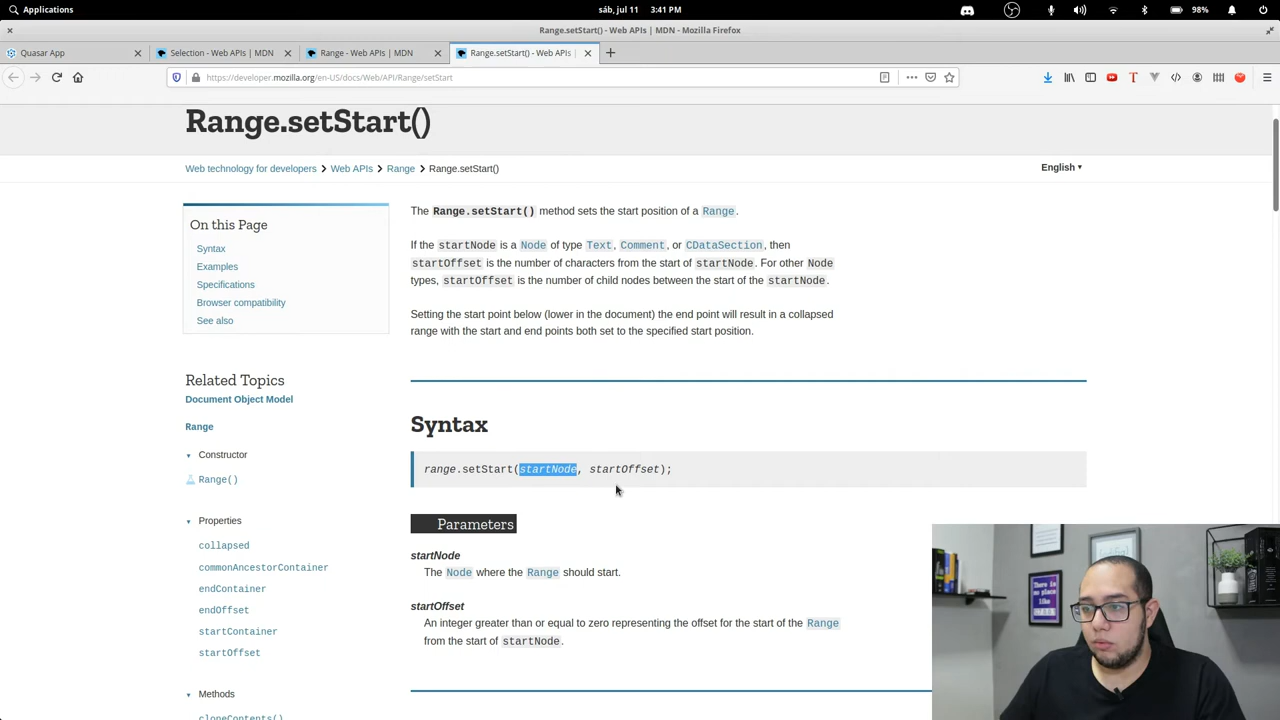 Applications
sáb, jul 11 3:41 PM
98%
Range.setStart() - Web APIs | MDN - Mozilla Firefox
Quasar App
Selection - Web APIs | MDN
Range - Web APIs | MDN
Range.setStart() - Web APIs |
https://developer.mozilla.org/en-US/docs/Web/API/Range/setStart
Range.setStart()
Web technology for developers > Web APIs > Range > Range.setStart()
English ▾
On this Page
Syntax
Examples
Specifications
Browser compatibility
See also
Related Topics
Document Object Model
Range
Constructor
Range()
Properties
collapsed
commonAncestorContainer
endContainer
endOffset
startContainer
startOffset
Methods
cloneContents()
The Range.setStart() method sets the start position of a Range.
If the startNode is a Node of type Text, Comment, or CDataSection, then
startOffset is the number of characters from the start of startNode. For other Node
types, startOffset is the number of child nodes between the start of the startNode.
Setting the start point below (lower in the document) the end point will result in a collapsed
range with the start and end points both set to the specified start position.
Syntax
range.setStart(startNode, startOffset);
Parameters
startNode
The Node where the Range should start.
startOffset
An integer greater than or equal to zero representing the offset for the start of the Range
from the start of startNode.
There is no
place like